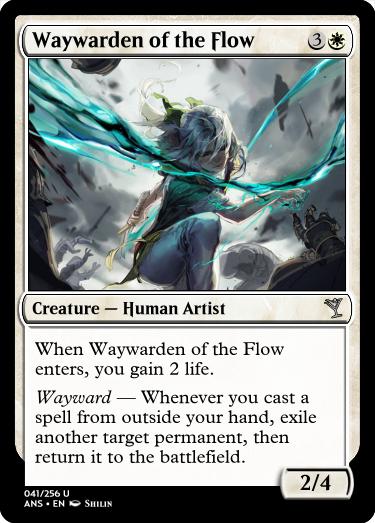 Waywarden of the Flow 3
Creature — Human Artist
When Waywarden of the Flow
enters, you gain 2 life.
Wayward — Whenever you cast a
spell from outside your hand, exile
another target permanent, then
return it to the battlefield.
2/4
041/256 U
ANS • EN Shilin